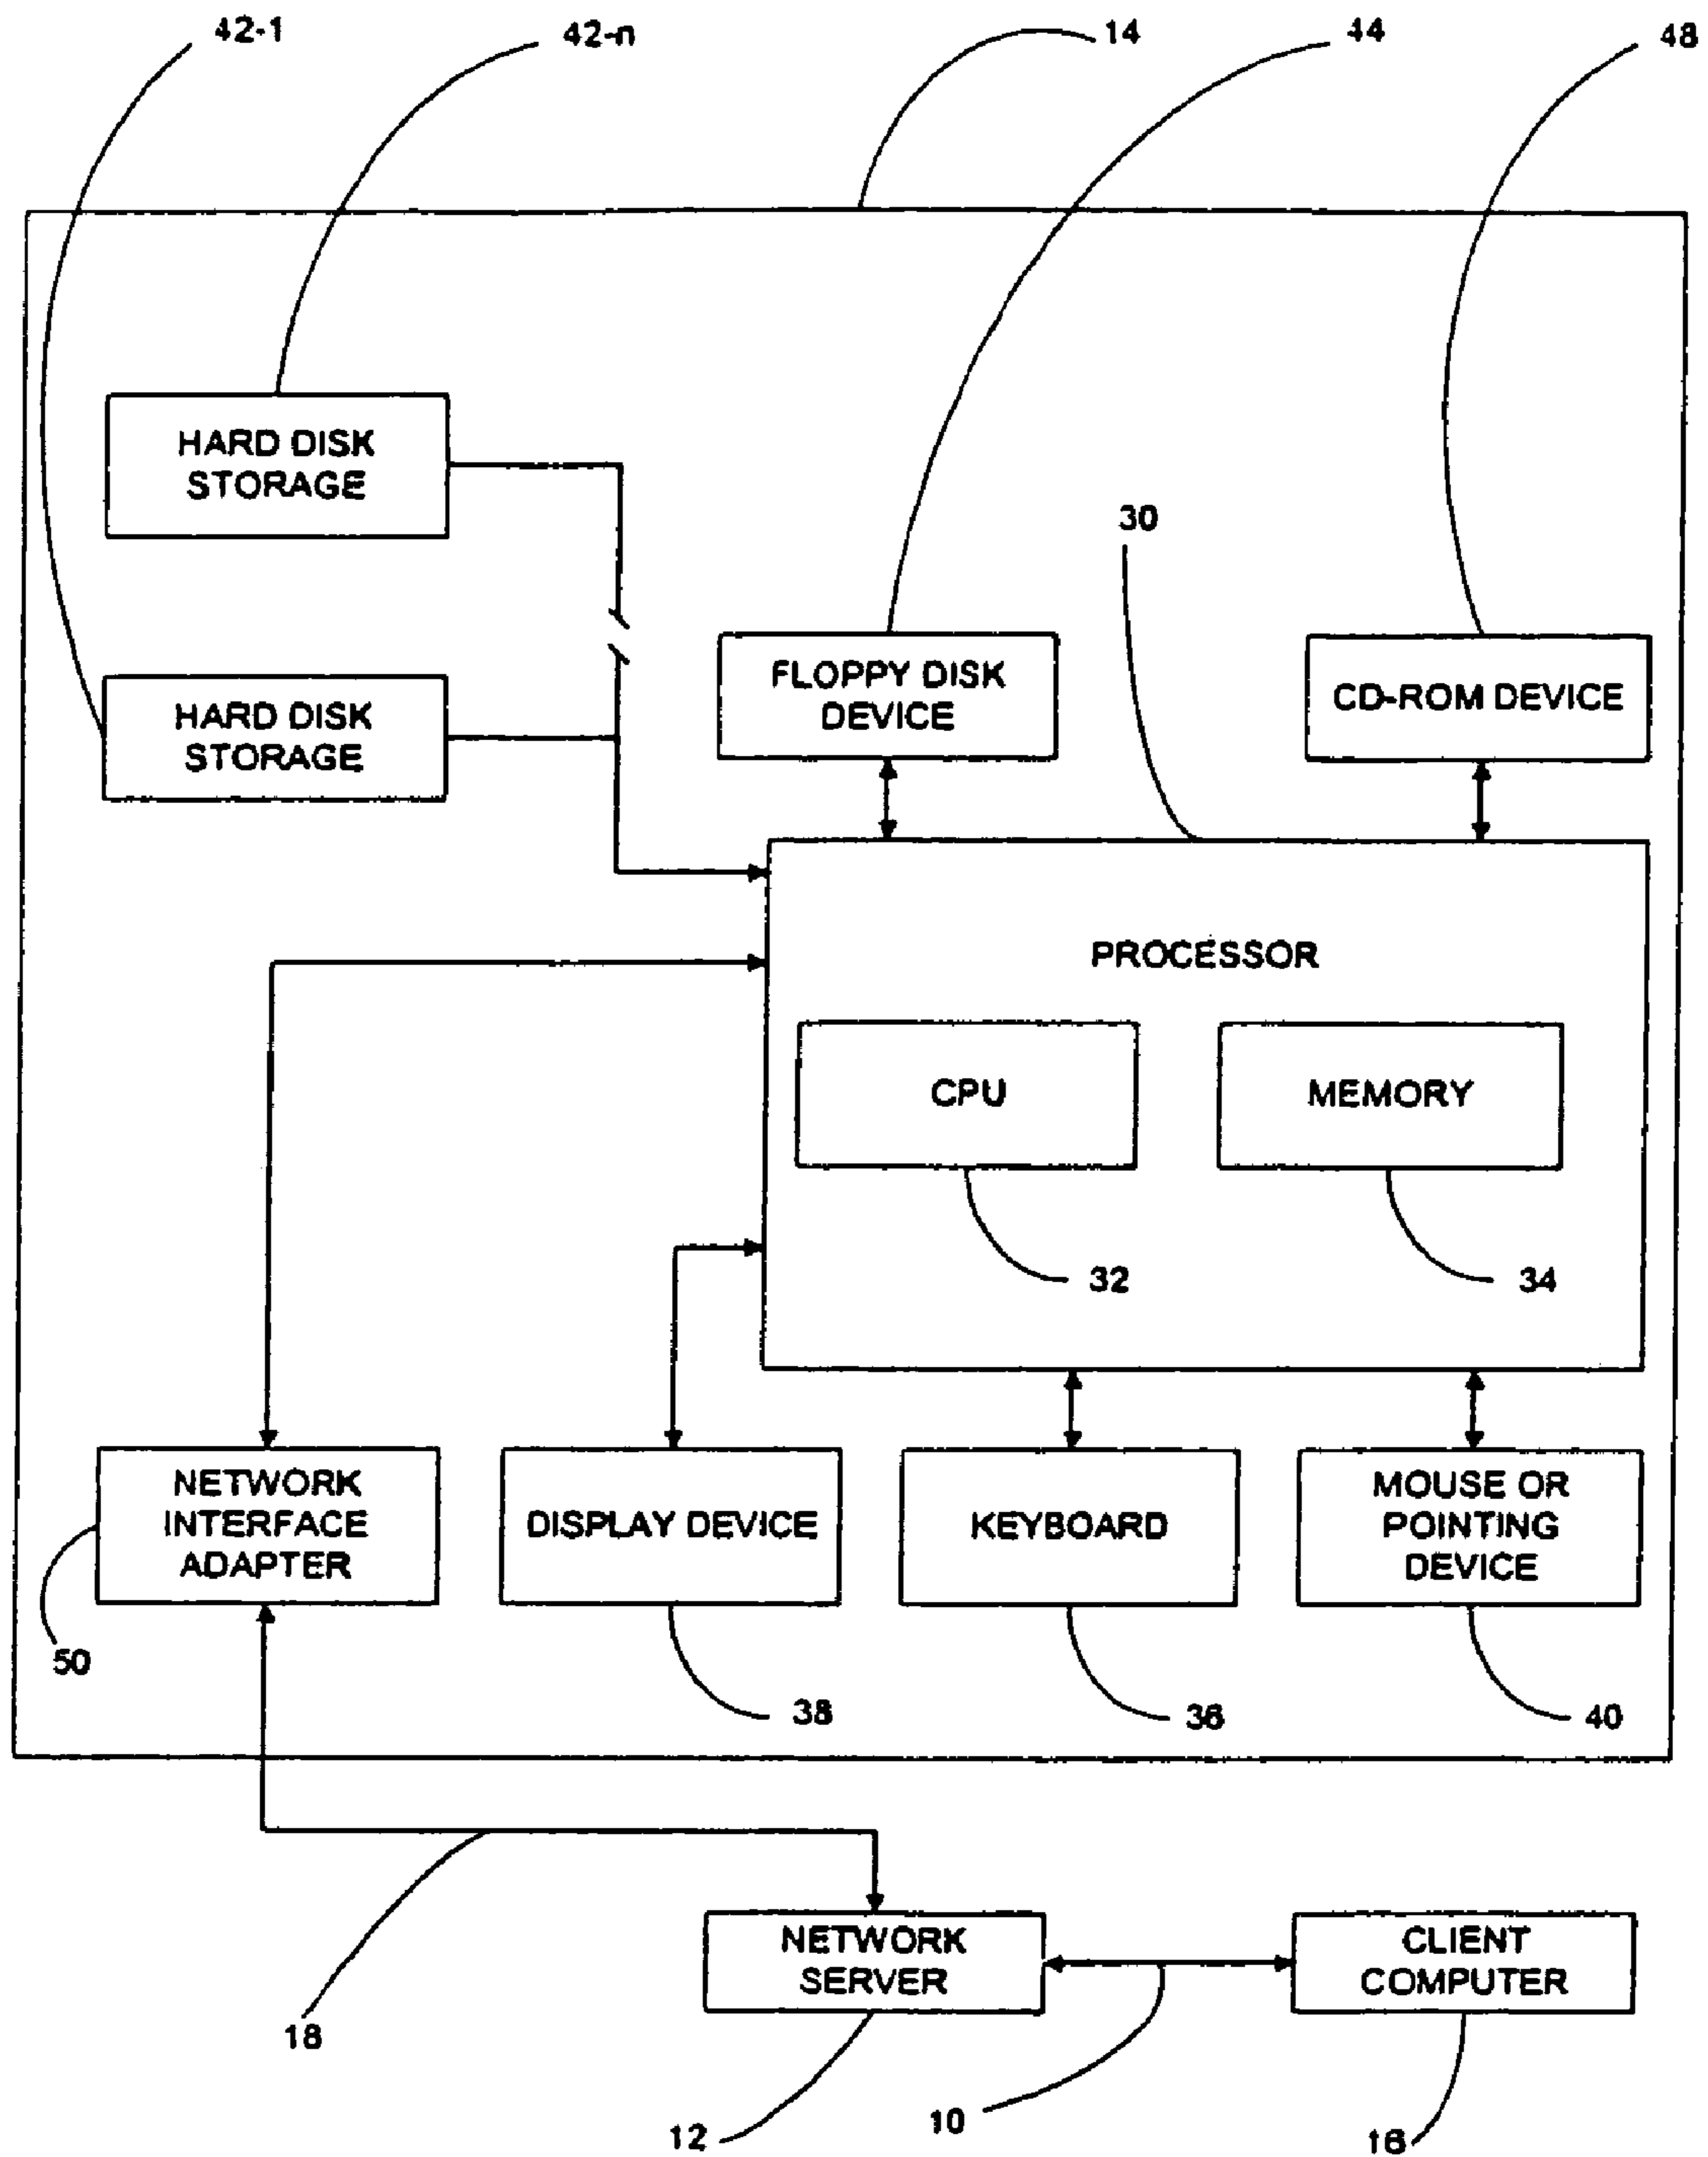 42-1
42-n
14
44
48
HARD DISK
STORAGE
30
FLOPPY DISK
DEVICE
CD-ROM DEVICE
HARD DISK
STORAGE
PROCESSOR
CPU
MEMORY
32
34
NETWORK
INTERFACE
ADAPTER
DISPLAY DEVICE
KEYBOARD
MOUSE OR
POINTING
DEVICE
50
38
36
40
NETWORK
SERVER
CLIENT
COMPUTER
18
12
10
16